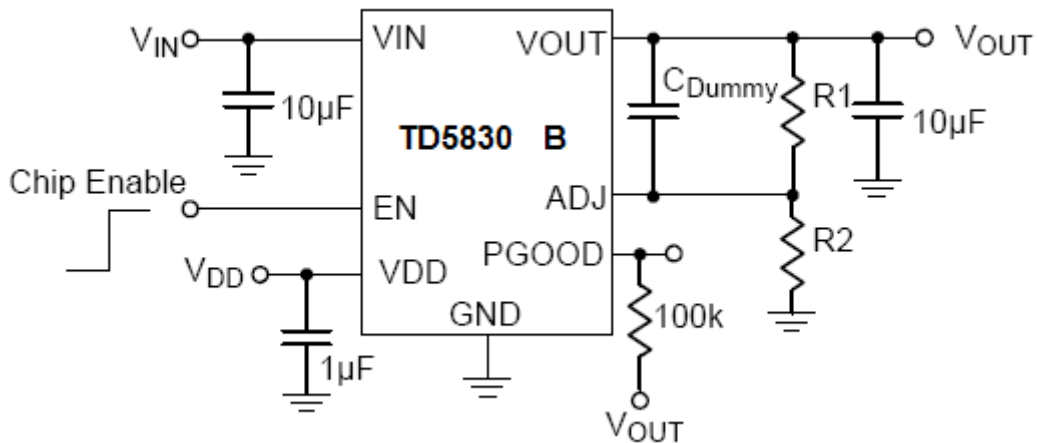 VIN
VIN
VOUT
VOUT
CDummy
R1
10µF
10µF
TD5830 B
Chip Enable
EN
ADJ
R2
PGOOD
VDD
VDD
GND
100k
1µF
VOUT